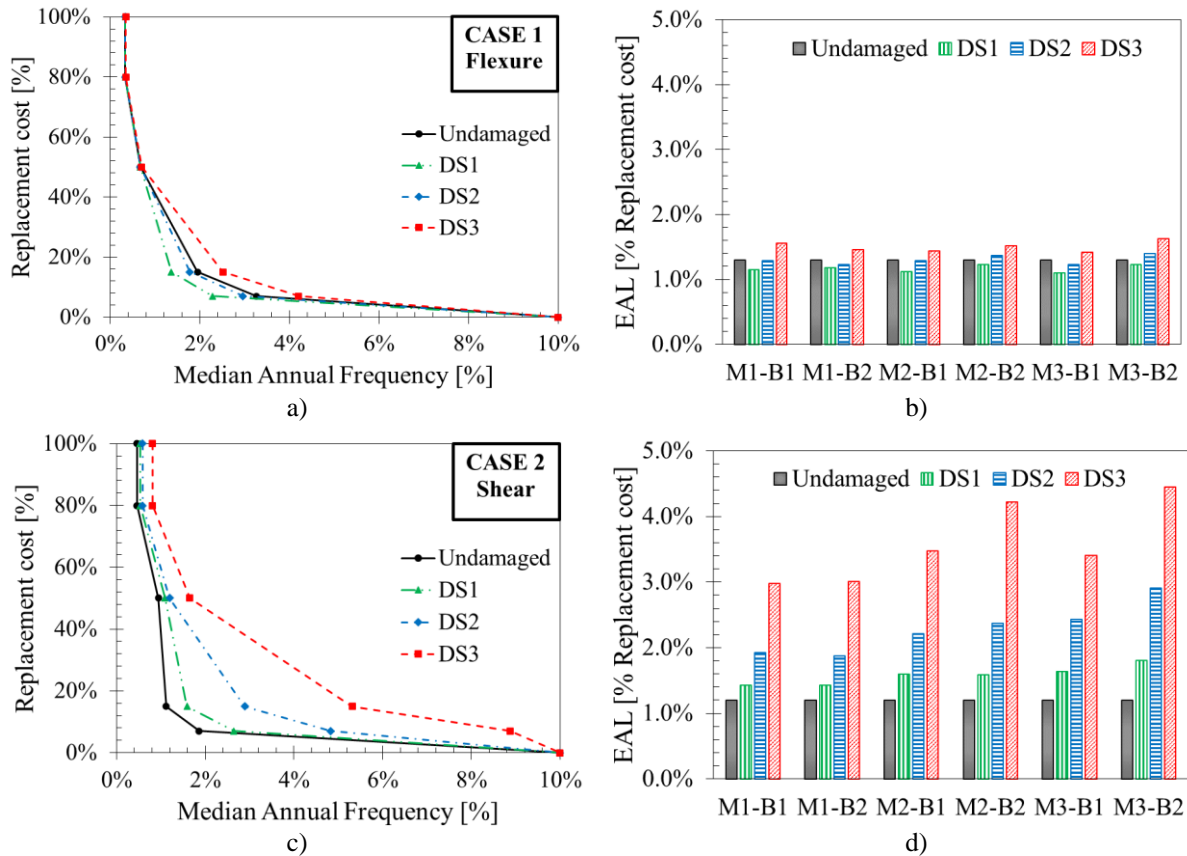 Replacement cost [%]
100%
80%
60%
40%
20%
0%
0% 2% 4% 6% 8% 10%
Median Annual Frequency [%]
CASE 1
Flexure
Undamaged
DS1
DS2
DS3
a)
EAL [% Replacement cost]
5.0%
4.0%
3.0%
2.0%
1.0%
0.0%
Undamaged DS1 DS2 DS3
M1-B1 M1-B2 M2-B1 M2-B2 M3-B1 M3-B2
b)
Replacement cost [%]
100%
80%
60%
40%
20%
0%
0% 2% 4% 6% 8% 10%
Median Annual Frequency [%]
CASE 2
Shear
Undamaged
DS1
DS2
DS3
c)
EAL [% Replacement cost]
5.0%
4.0%
3.0%
2.0%
1.0%
0.0%
Undamaged DS1 DS2 DS3
M1-B1 M1-B2 M2-B1 M2-B2 M3-B1 M3-B2
d)